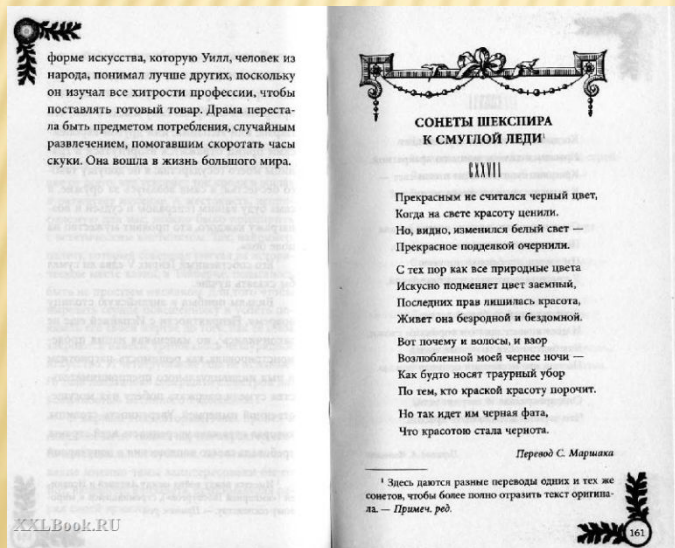 форме искусства, которую Уилл, человек из
народа, понимал лучше других, поскольку
он изучал все хитрости профессии, чтобы
поставлять готовый товар. Драма переста-
ла быть предметом потребления, случайным
развлечением, помогавшим скоротать часы
скуки. Она вошла в жизнь большого мира.
XXLBook.RU
СОНЕТЫ ШЕКСПИРА
К СМУГЛОЙ ЛЕДИ¹
CXXVII
Прекрасным не считался черный цвет,
Когда на свете красоту ценили.
Но, видно, изменился белый свет —
Прекрасное подделкой очернили.
С тех пор как все природные цвета
Искусно подменяет цвет заемный,
Последних прав лишилась красота,
Живет она безродной и бездомной.
Вот почему и волосы, и взор
Возлюбленной моей чернее ночи —
Как будто носят траурный убор
По тем, кто краской красоту порочит.
Но так идет им черная фата,
Что красотою стала чернота.
Перевод С. Маршака
¹ Здесь даются разные переводы одних и тех же
сонетов, чтобы более полно отразить текст оригина-
ла. — Примеч. ред.
161